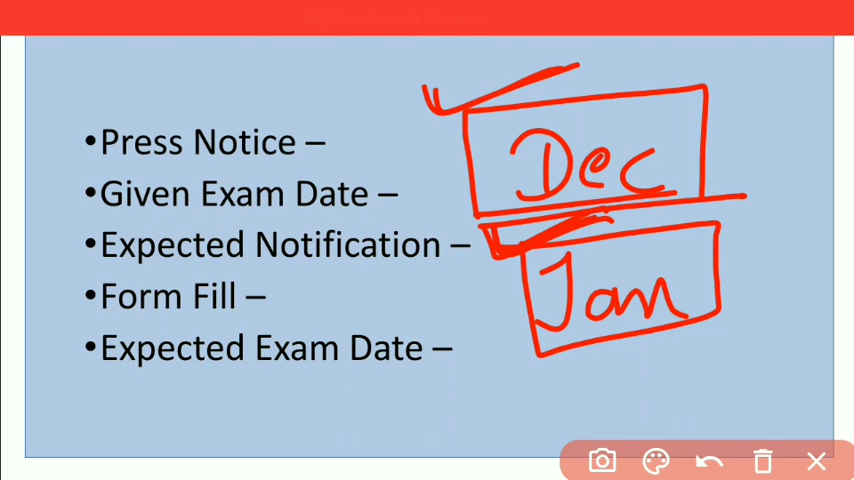 •Press Notice –
Dec
•Given Exam Date –
•Expected Notification –
Jan
•Form Fill –
•Expected Exam Date –